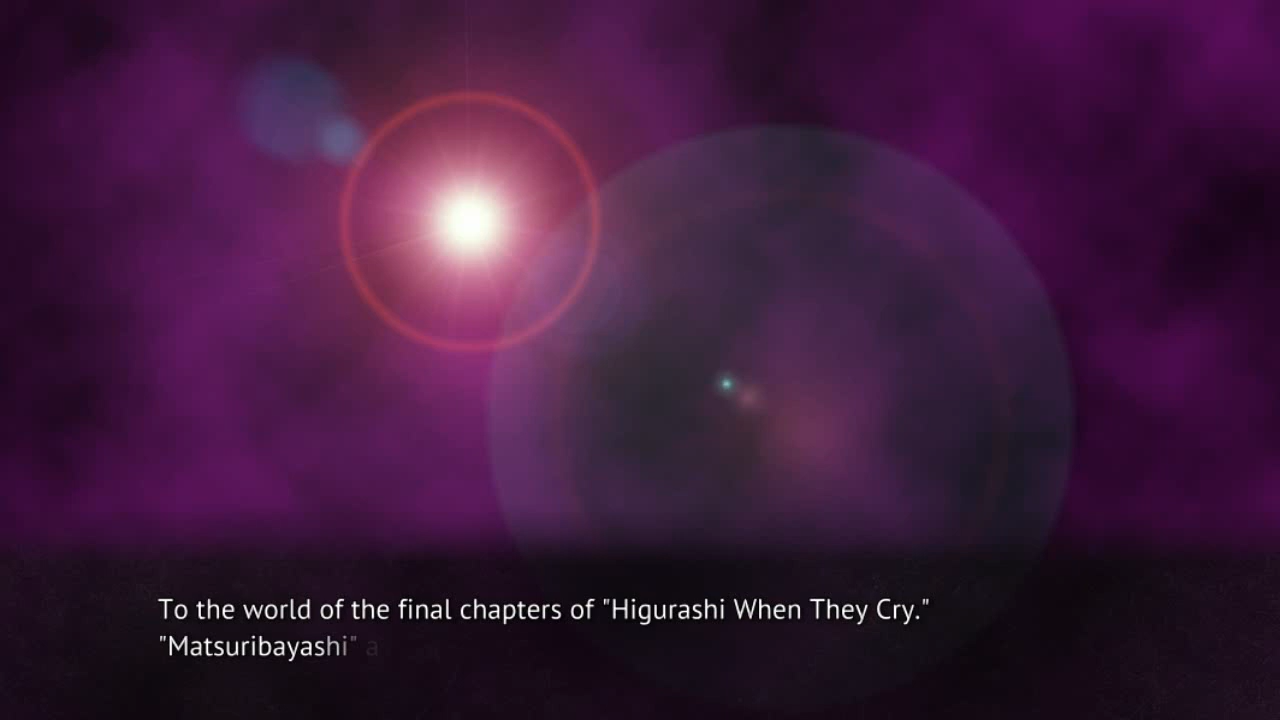 To the world of the final chapters of "Higurashi When They Cry."
"Matsuribayashi" a